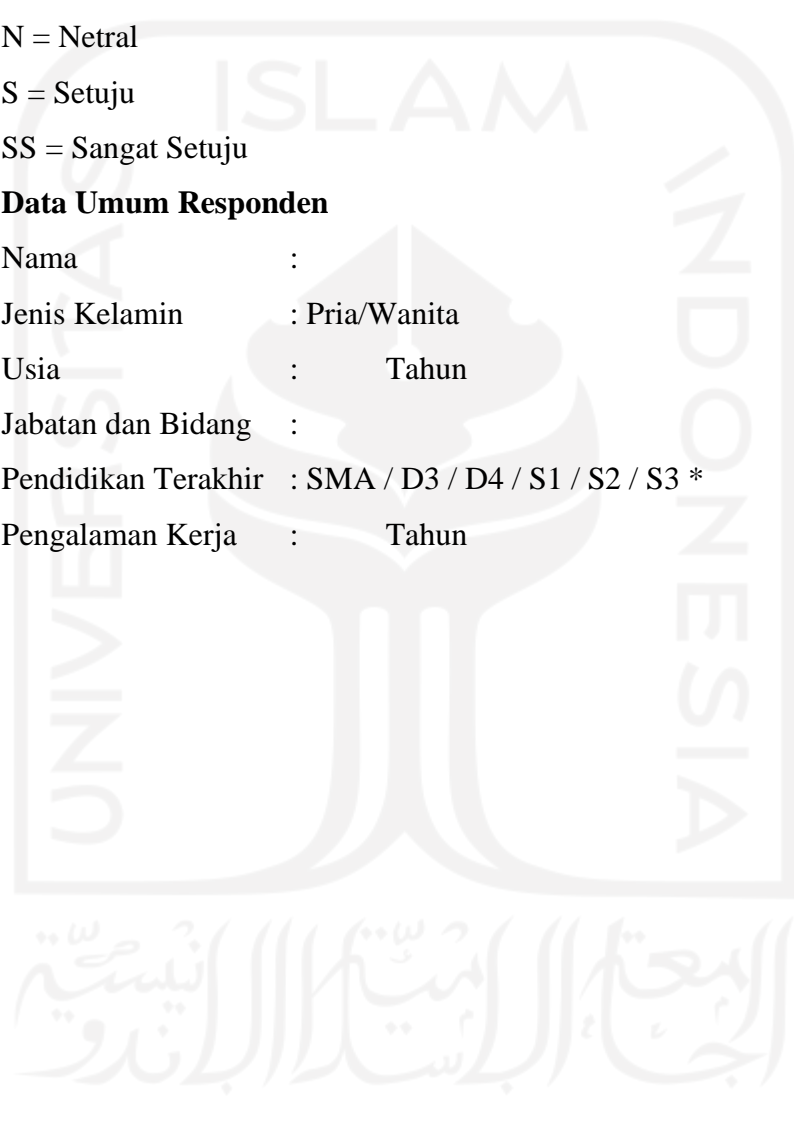 N = Netral
S = Setuju
SS = Sangat Setuju
Data Umum Responden
Nama :
Jenis Kelamin : Pria/Wanita
Usia : Tahun
Jabatan dan Bidang :
Pendidikan Terakhir : SMA / D3 / D4 / S1 / S2 / S3 *
Pengalaman Kerja : Tahun
UNIVERSITAS
ISLAM
INDONESIA